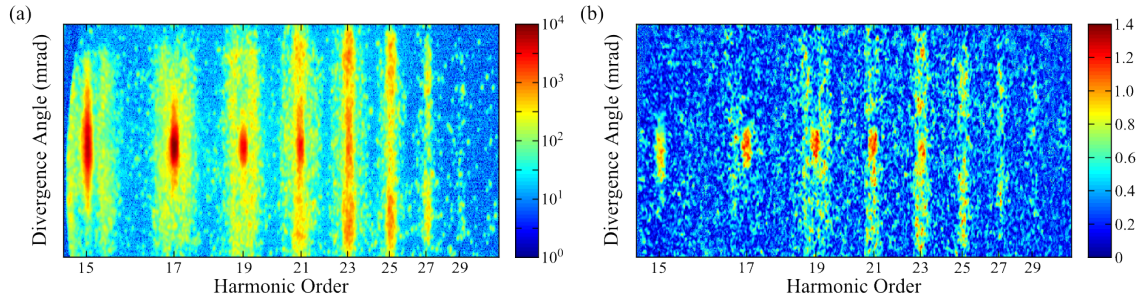 (a)
Divergence Angle (mrad)
15 17 19 21 23 25 27 29
Harmonic Order
10^4
10^3
10^2
10^1
10^0
(b)
Divergence Angle (mrad)
15 17 19 21 23 25 27 29
Harmonic Order
1.4
1.2
1
0.8
0.6
0.4
0.2
0